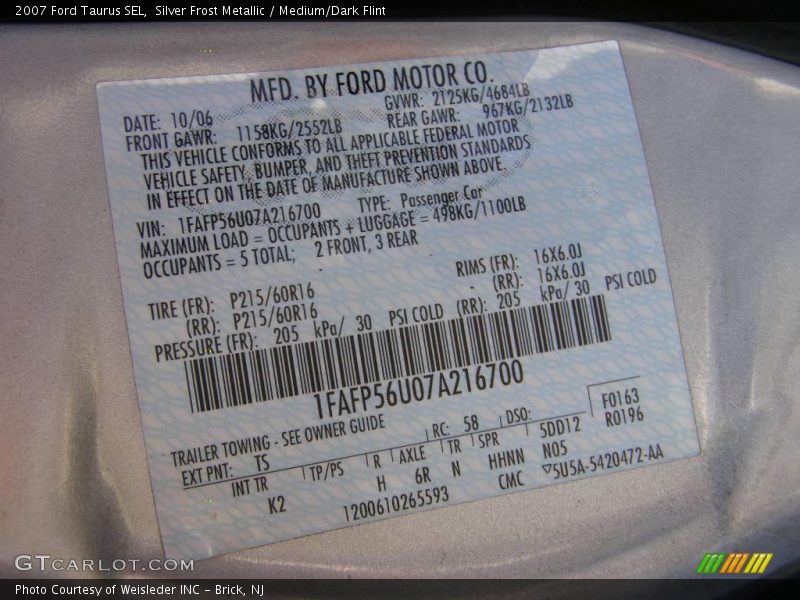 2007 Ford Taurus SEL,  Silver Frost Metallic / Medium/Dark Flint
MFD. BY FORD MOTOR CO.
DATE: 10/06 GVWR: 2125KG/4684LB
FRONT GAWR: 1158KG/2552LB REAR GAWR: 967KG/2132LB
THIS VEHICLE CONFORMS TO ALL APPLICABLE FEDERAL MOTOR
VEHICLE SAFETY, BUMPER, AND THEFT PREVENTION STANDARDS
IN EFFECT ON THE DATE OF MANUFACTURE SHOWN ABOVE.
VIN: 1FAFP56U07A216700 TYPE: Passenger Car
MAXIMUM LOAD = OCCUPANTS + LUGGAGE = 498KG/1100LB
OCCUPANTS = 5 TOTAL; 2 FRONT, 3 REAR
TIRE (FR): P215/60R16 RIMS (FR): 16X6.0J
(RR): P215/60R16 (RR): 16X6.0J
PRESSURE (FR): 205 kPa/ 30 PSI COLD (RR): 205 kPa/ 30 PSI COLD
1FAFP56U07A216700
TRAILER TOWING - SEE OWNER GUIDE
EXT PNT: TS RC: 58 DSO: F0163
INT TR TP/PS R AXLE TR SPR 5DD12 R0196
K2 H 6R N HHNN N05
1200610265593 CMC ▽5U5A-5420472-AA
GTCARLOT.COM
Photo Courtesy of Weisleder INC – Brick, NJ